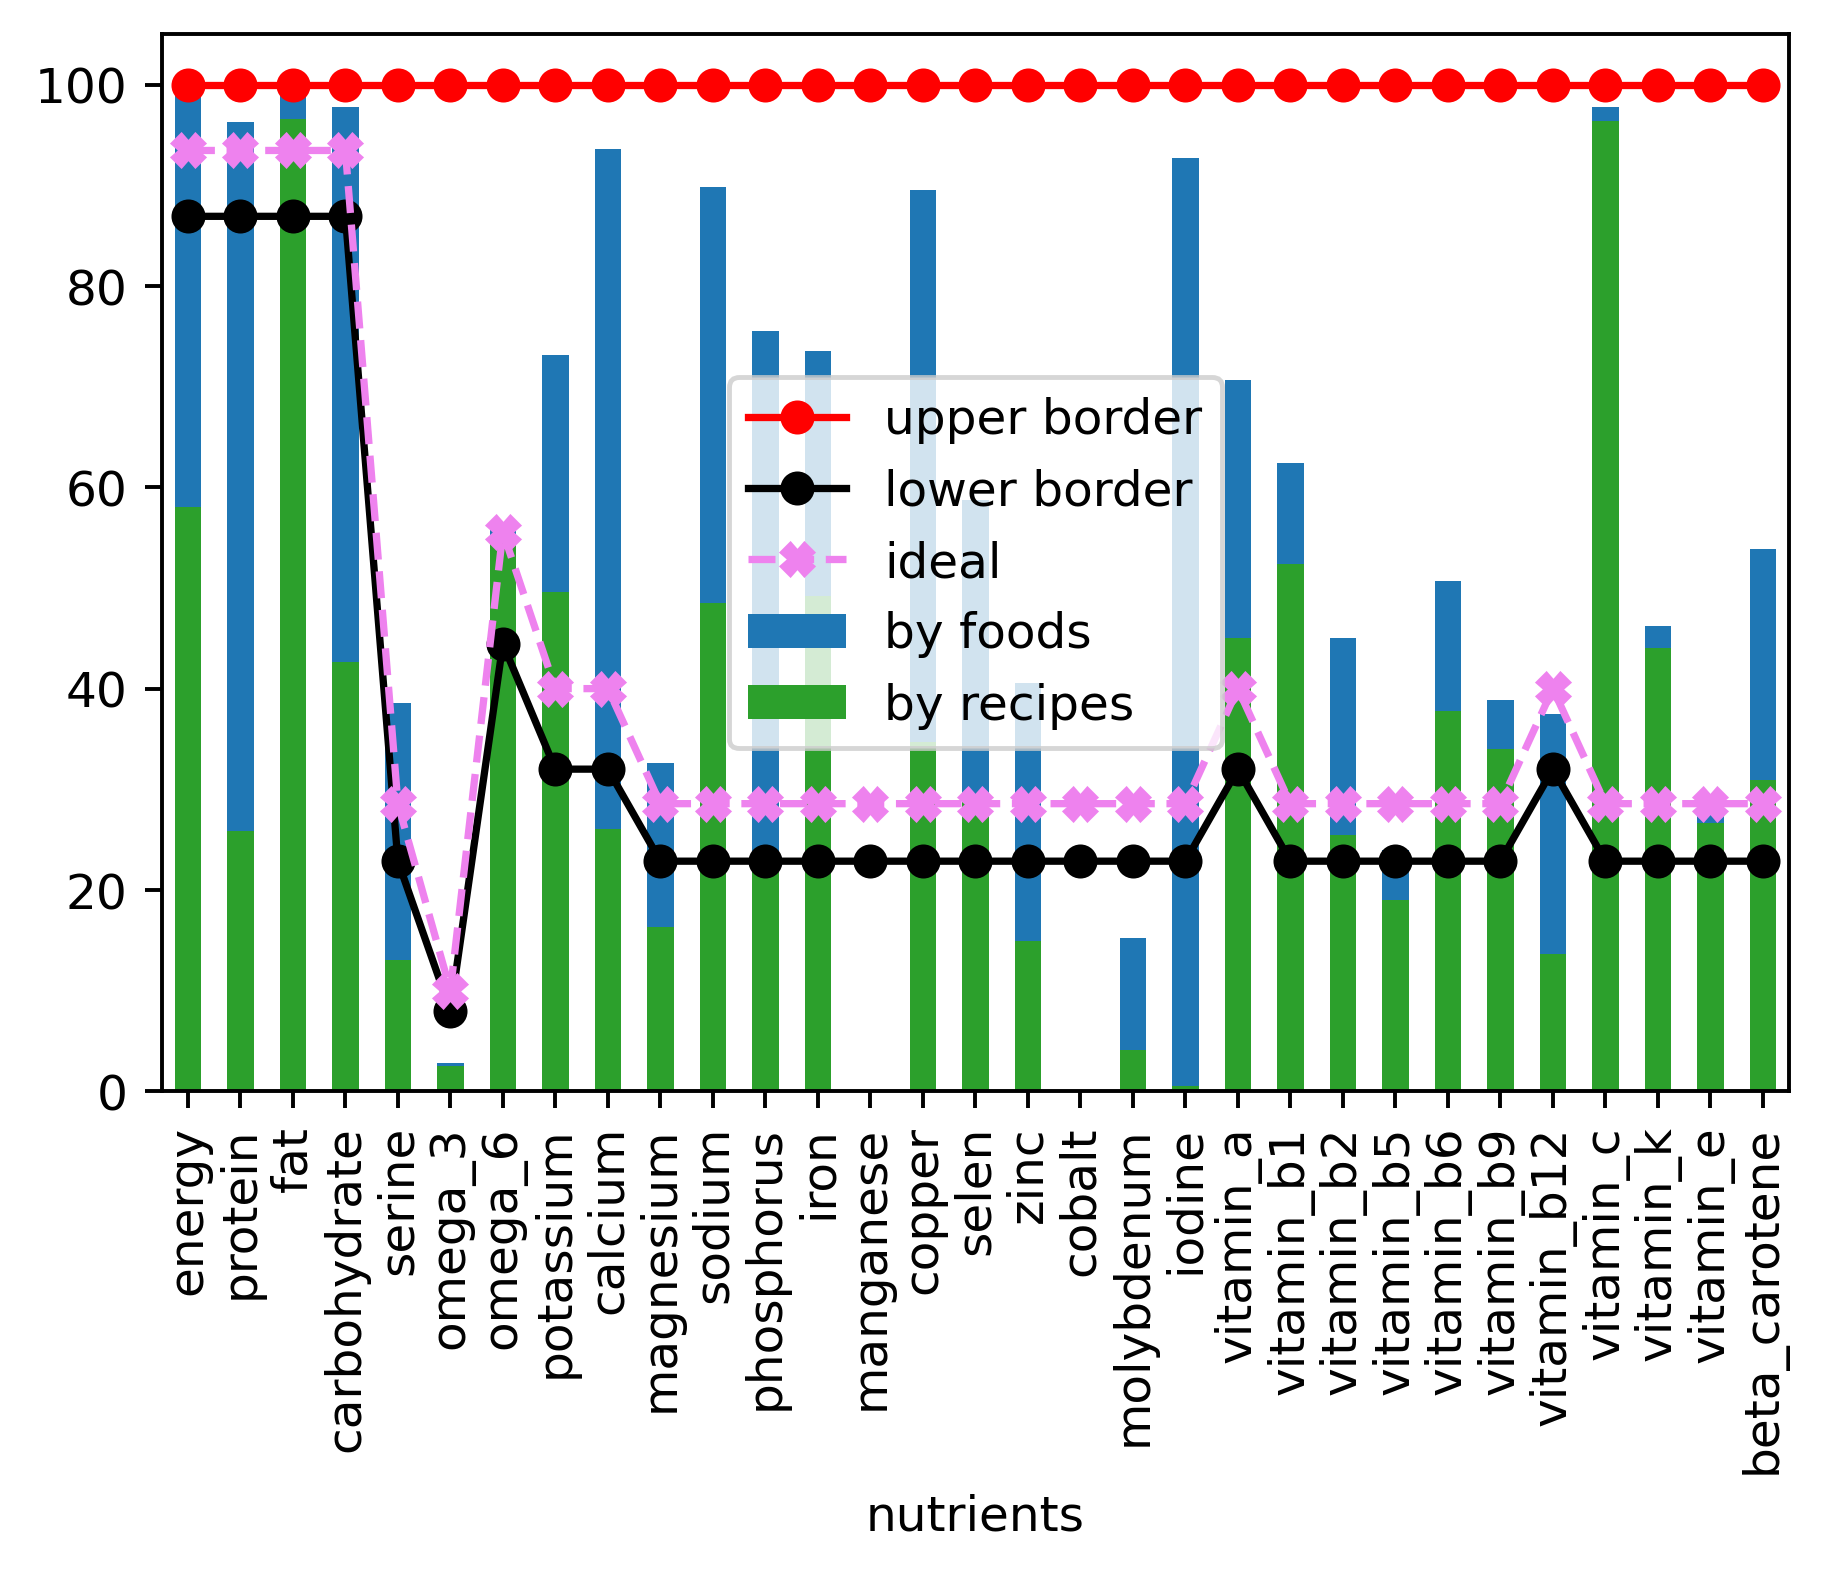 100
80
60
40
20
0
upper border
lower border
ideal
by foods
by recipes
energy
protein
fat
carbohydrate
serine
omega_3
omega_6
potassium
calcium
magnesium
sodium
phosphorus
iron
manganese
copper
selen
zinc
cobalt
molybdenum
iodine
vitamin_a
vitamin_b1
vitamin_b2
vitamin_b5
vitamin_b6
vitamin_b9
vitamin_b12
vitamin_c
vitamin_k
vitamin_e
beta_carotene
nutrients